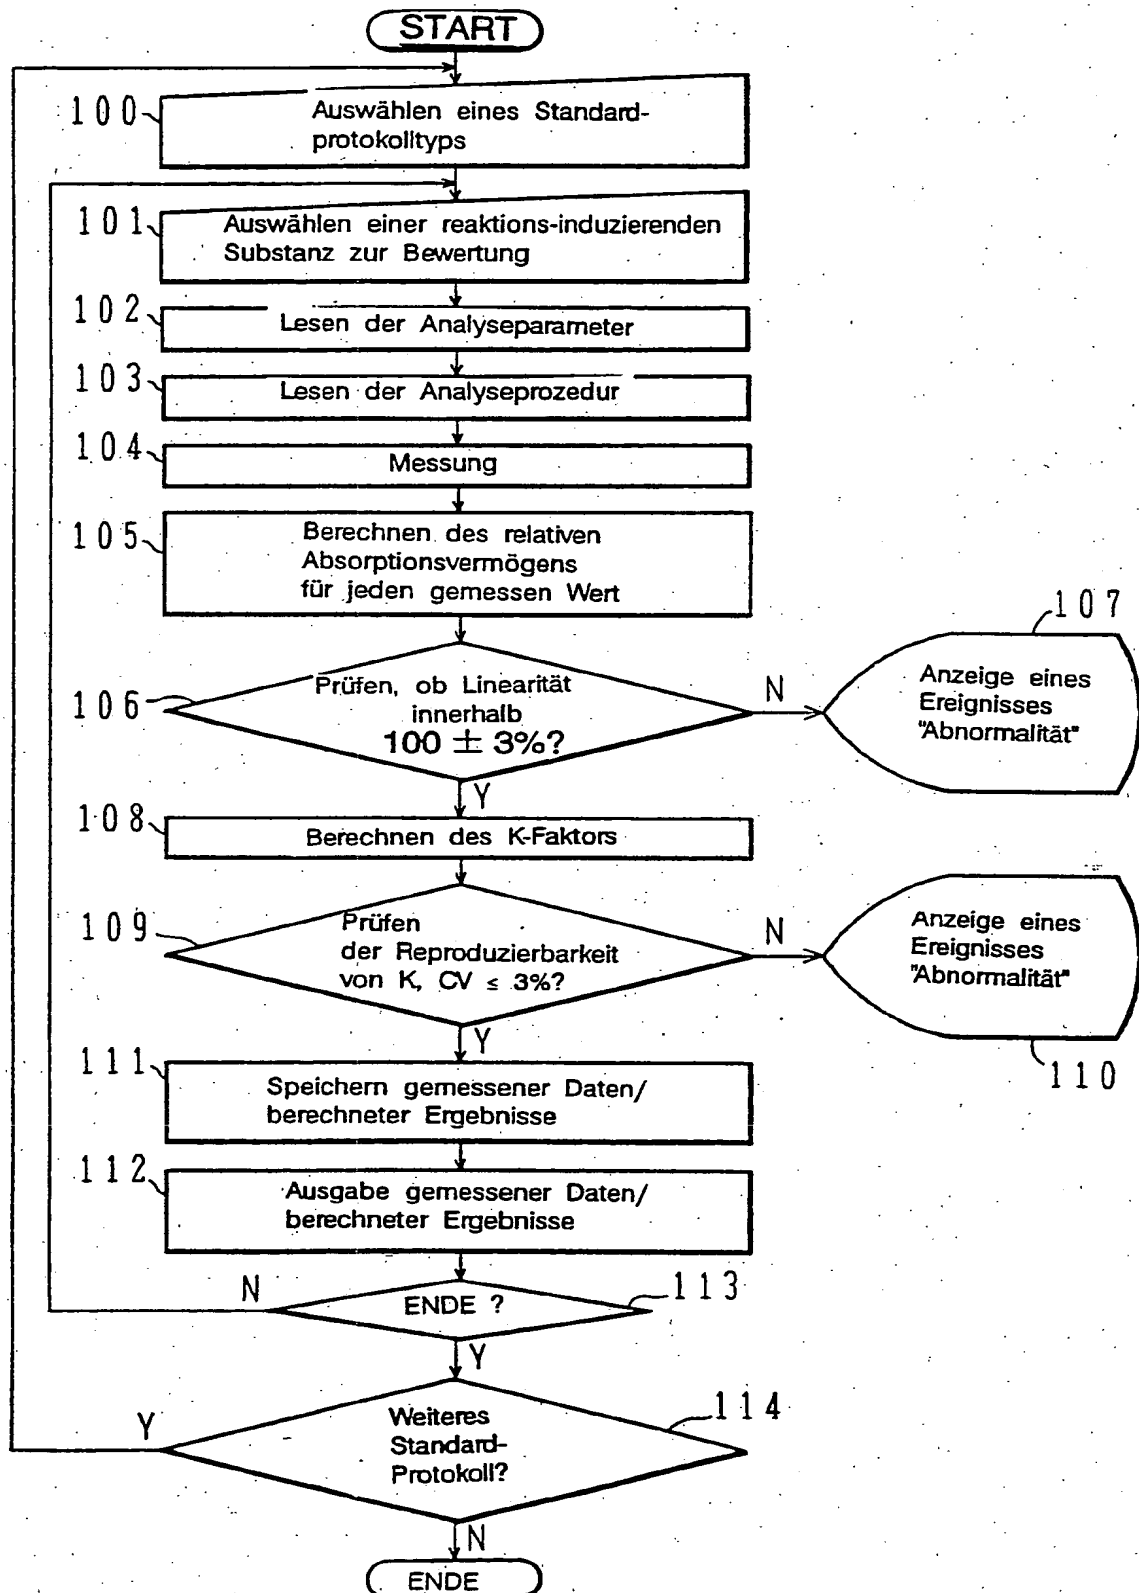 START
100
Auswählen eines Standard-
protokolltyps
101
Auswählen einer reaktions-induzierenden
Substanz zur Bewertung
102
Lesen der Analyseparameter
103
Lesen der Analyseprozedur
104
Messung
105
Berechnen des relativen
Absorptionsvermögens
für jeden gemessen Wert
106
Prüfen, ob Linearität
innerhalb
100 ± 3%?
N
107
Anzeige eines
Ereignisses
"Abnormalität"
Y
108
Berechnen des K-Faktors
109
Prüfen
der Reproduzierbarkeit
von K, CV ≤ 3%?
N
Anzeige eines
Ereignisses
"Abnormalität"
110
Y
111
Speichern gemessener Daten/
berechneter Ergebnisse
112
Ausgabe gemessener Daten/
berechneter Ergebnisse
N
ENDE ?
113
Y
Y
Weiteres
Standard-
Protokoll?
114
N
ENDE